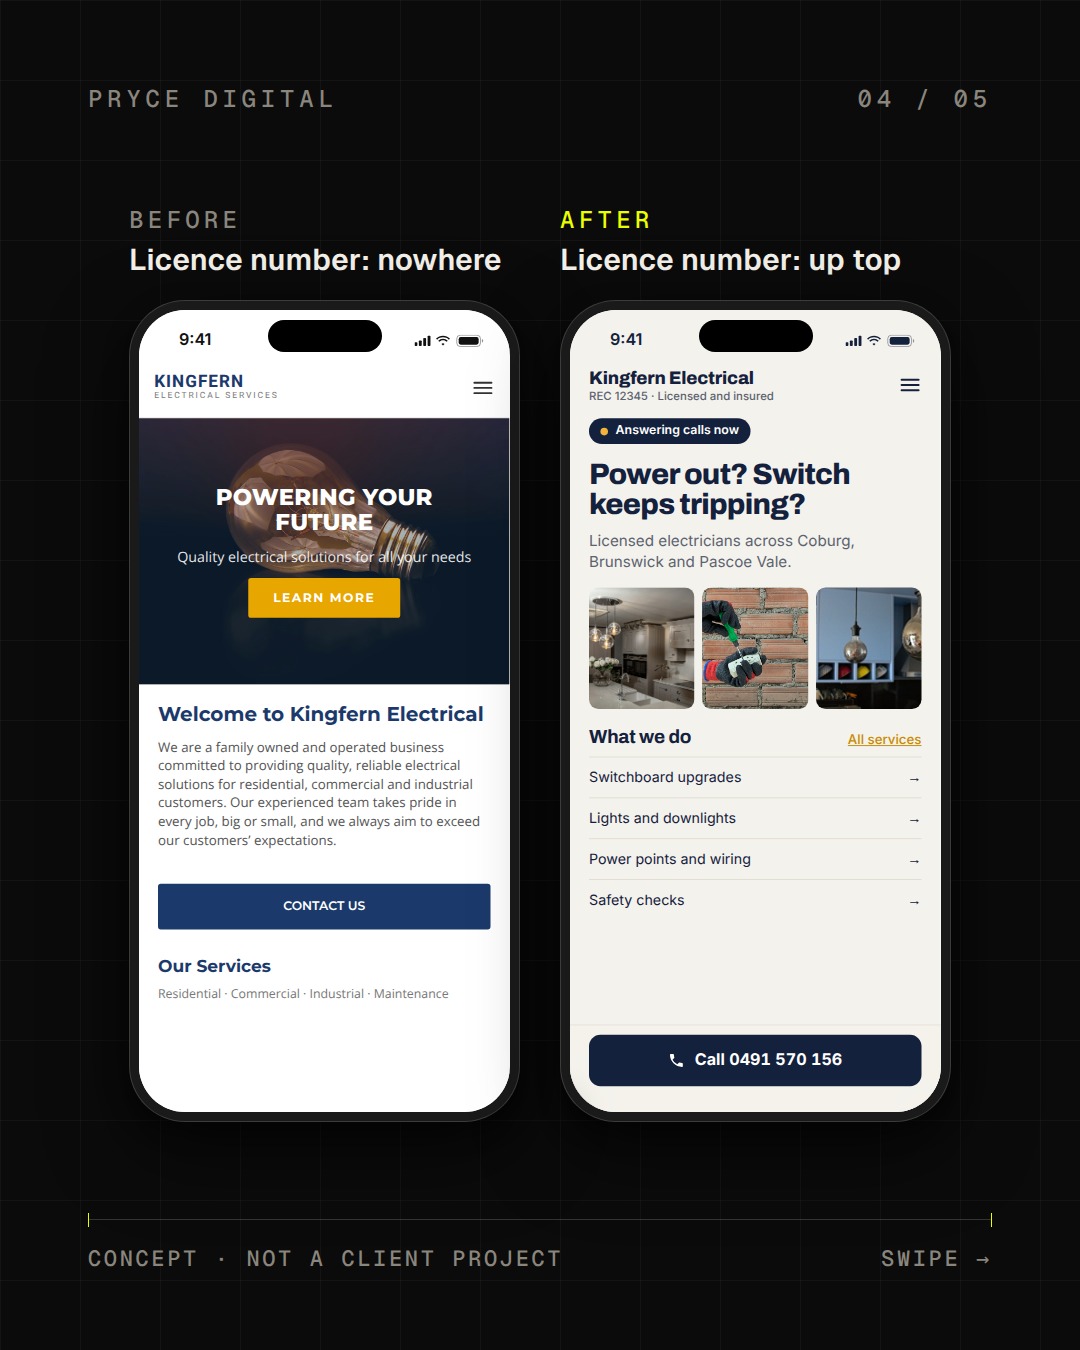 PRYCE DIGITAL
04 / 05
BEFORE
Licence number: nowhere
9:41
KINGFERN
ELECTRICAL SERVICES
POWERING YOUR
FUTURE
Quality electrical solutions for all your needs
LEARN MORE
Welcome to Kingfern Electrical
We are a family owned and operated business
committed to providing quality, reliable electrical
solutions for residential, commercial and industrial
customers. Our experienced team takes pride in
every job, big or small, and we always aim to exceed
our customers’ expectations.
CONTACT US
Our Services
Residential · Commercial · Industrial · Maintenance
AFTER
Licence number: up top
9:41
Kingfern Electrical
REC 12345 · Licensed and insured
Answering calls now
Power out? Switch
keeps tripping?
Licensed electricians across Coburg,
Brunswick and Pascoe Vale.
What we do
All services
Switchboard upgrades →
Lights and downlights →
Power points and wiring →
Safety checks →
Call 0491 570 156
CONCEPT · NOT A CLIENT PROJECT
SWIPE →